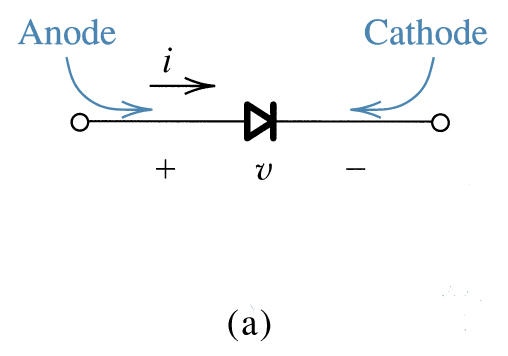 Anode Cathode
i
+ v −
(a)